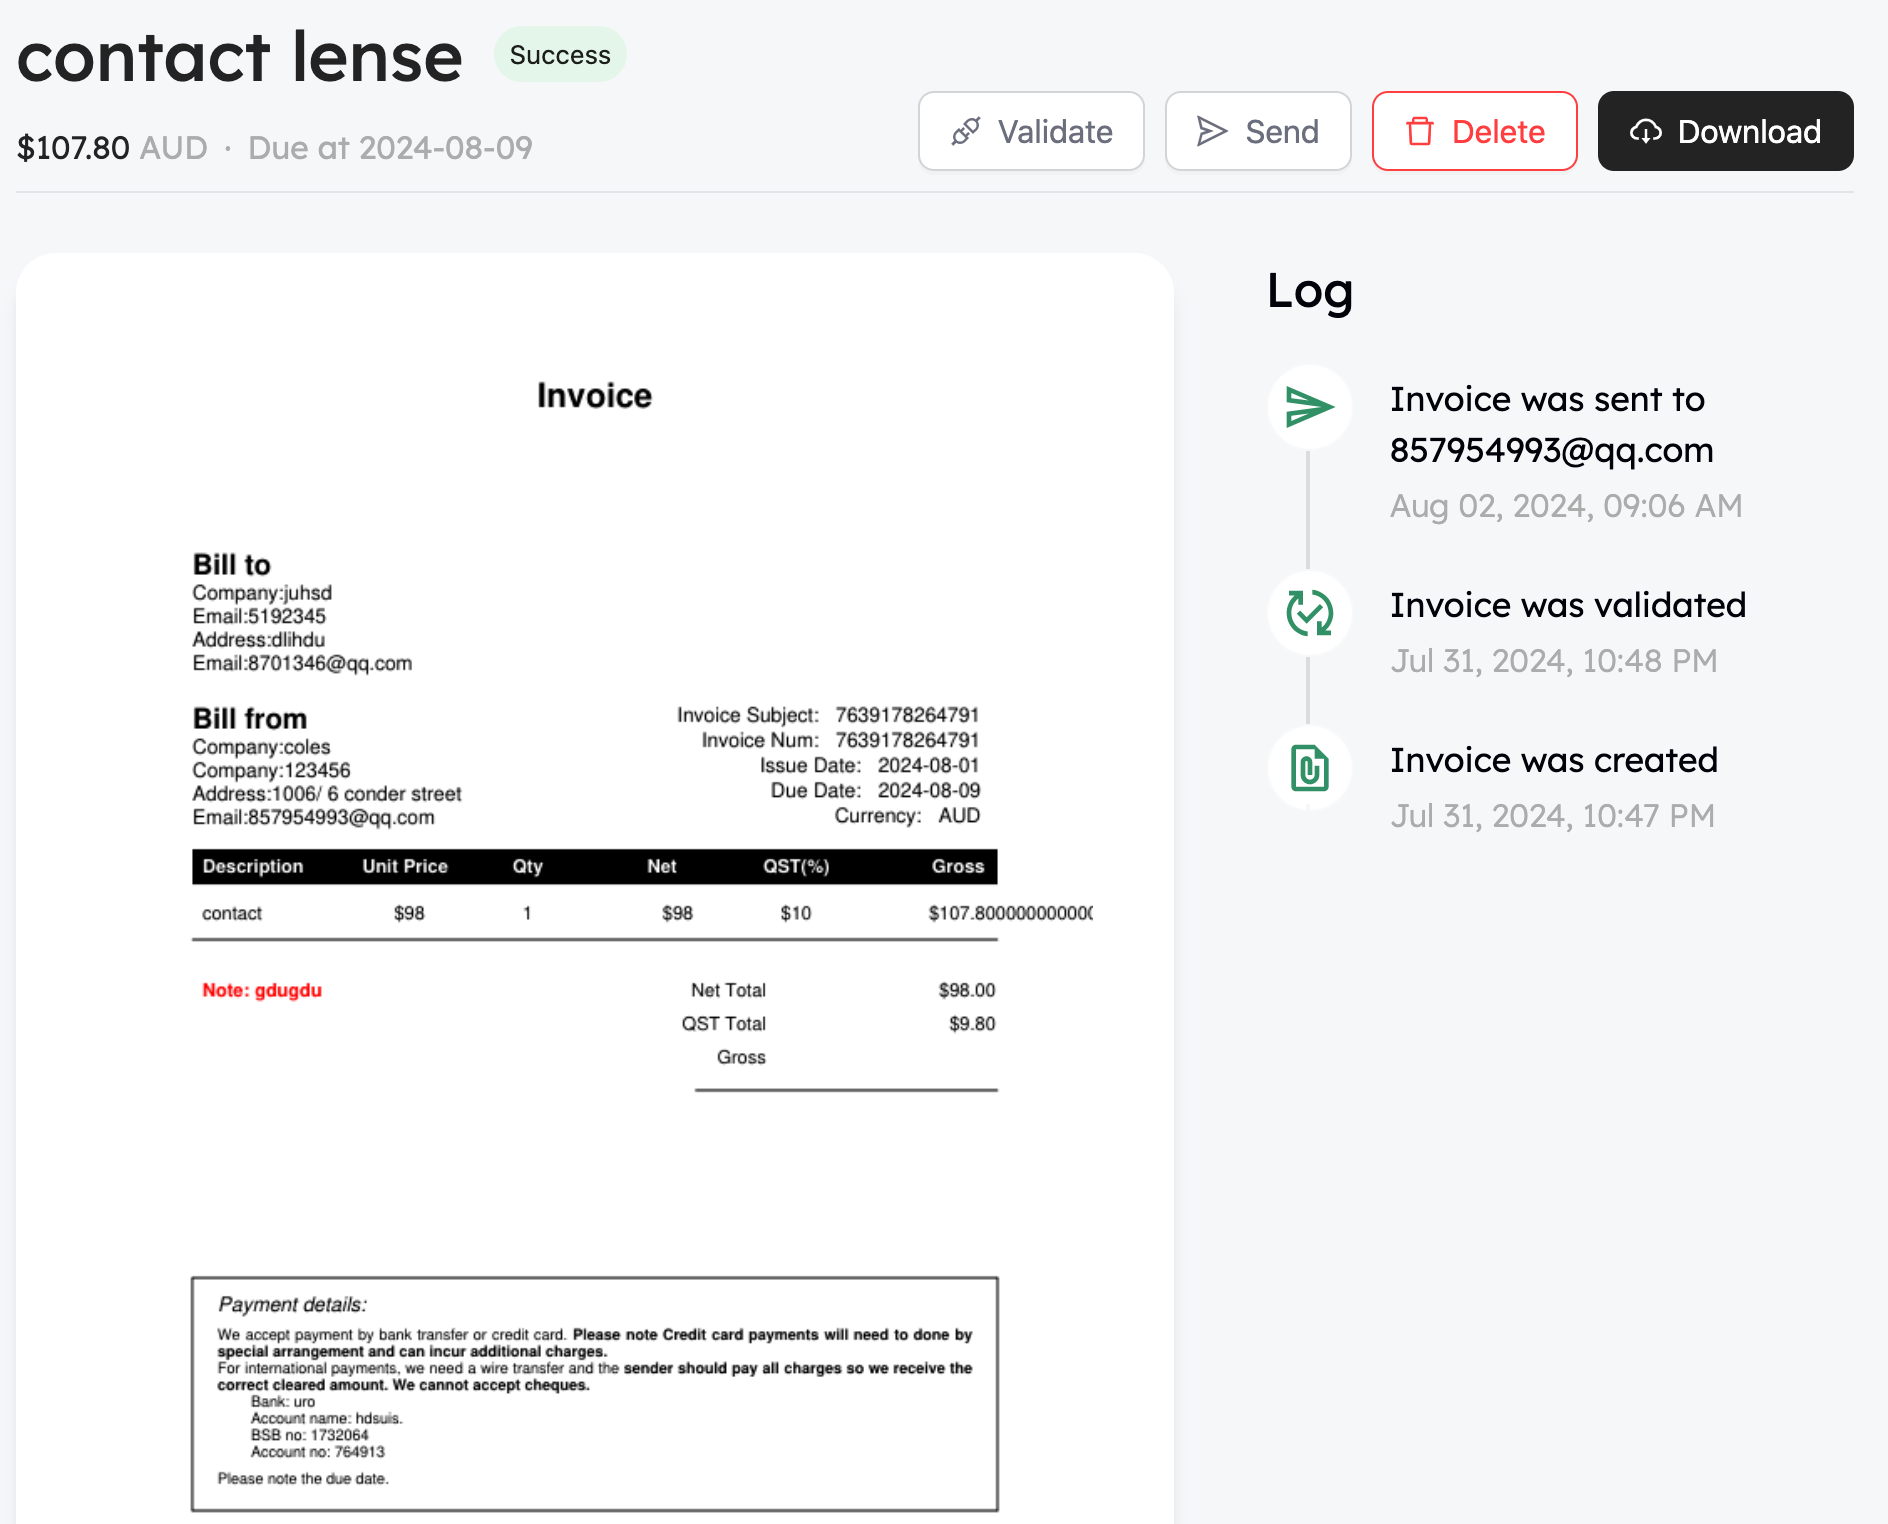 contact lense Success
$107.80 AUD · Due at 2024-08-09
Validate Send Delete Download
Invoice
Bill to
Company:juhsd
Email:5192345
Address:dlihdu
Email:8701346@qq.com
Bill from
Company:coles
Company:123456
Address:1006/ 6 conder street
Email:857954993@qq.com
Invoice Subject: 7639178264791
Invoice Num: 7639178264791
Issue Date: 2024-08-01
Due Date: 2024-08-09
Currency: AUD
Description Unit Price Qty Net QST(%) Gross
contact $98 1 $98 $10 $107.800000000000
Note: gdugdu
Net Total $98.00
QST Total $9.80
Gross
Payment details:
We accept payment by bank transfer or credit card. Please note Credit card payments will need to done by
special arrangement and can incur additional charges.
For international payments, we need a wire transfer and the sender should pay all charges so we receive the
correct cleared amount. We cannot accept cheques.
Bank: uro
Account name: hdsuis.
BSB no: 1732064
Account no: 764913
Please note the due date.
Log
Invoice was sent to
857954993@qq.com
Aug 02, 2024, 09:06 AM
Invoice was validated
Jul 31, 2024, 10:48 PM
Invoice was created
Jul 31, 2024, 10:47 PM